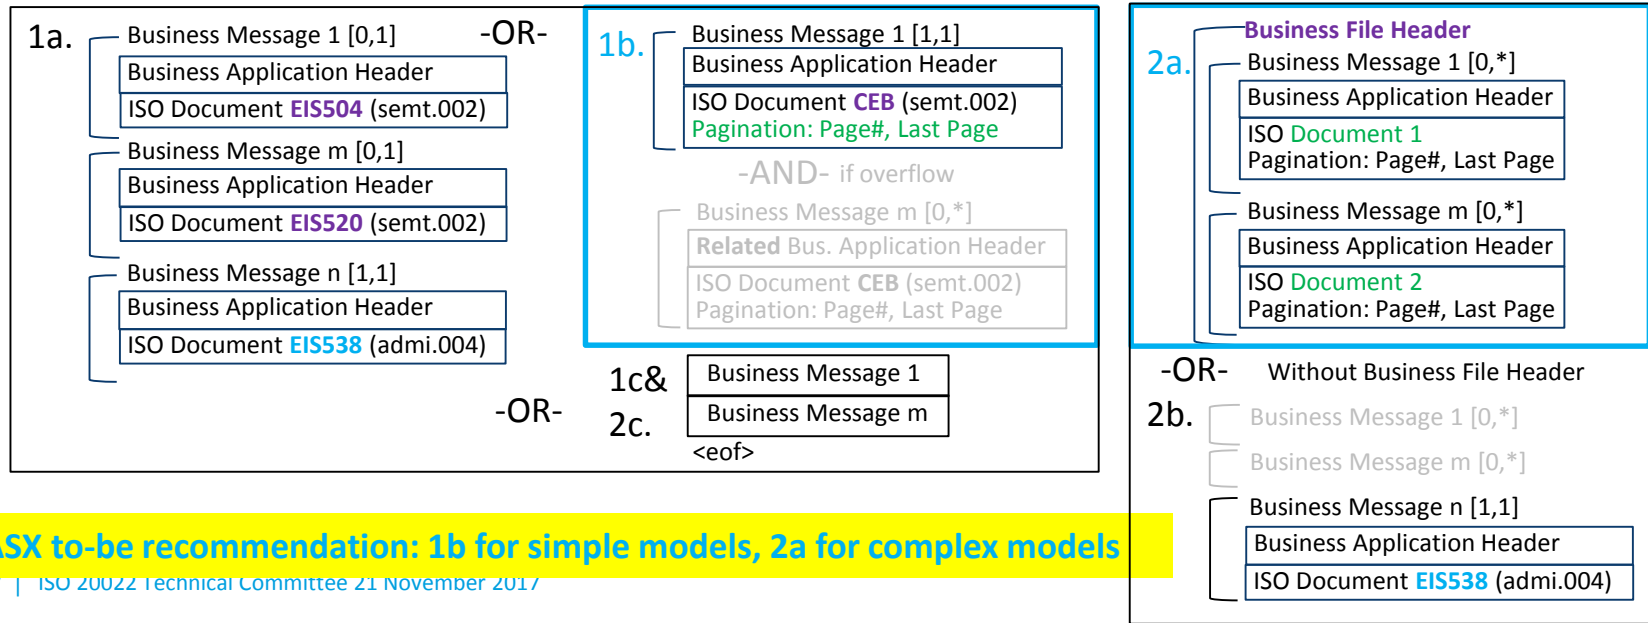 1a.
Business Message 1 [0,1]
Business Application Header
ISO Document EIS504 (semt.002)
Business Message m [0,1]
Business Application Header
ISO Document EIS520 (semt.002)
Business Message n [1,1]
Business Application Header
ISO Document EIS538 (admi.004)
-OR-
-OR-
1b.
Business Message 1 [1,1]
Business Application Header
ISO Document CEB (semt.002)
Pagination: Page#, Last Page
-AND- if overflow
Business Message m [0,*]
Related Bus. Application Header
ISO Document CEB (semt.002)
Pagination: Page#, Last Page
1c&
2c.
Business Message 1
Business Message m
<eof>
2a.
Business File Header
Business Message 1 [0,*]
Business Application Header
ISO Document 1
Pagination: Page#, Last Page
Business Message m [0,*]
Business Application Header
ISO Document 2
Pagination: Page#, Last Page
-OR- Without Business File Header
2b.
Business Message 1 [0,*]
Business Message m [0,*]
Business Message n [1,1]
Business Application Header
ISO Document EIS538 (admi.004)
ASX to-be recommendation: 1b for simple models, 2a for complex models
| ISO 20022 Technical Committee 21 November 2017